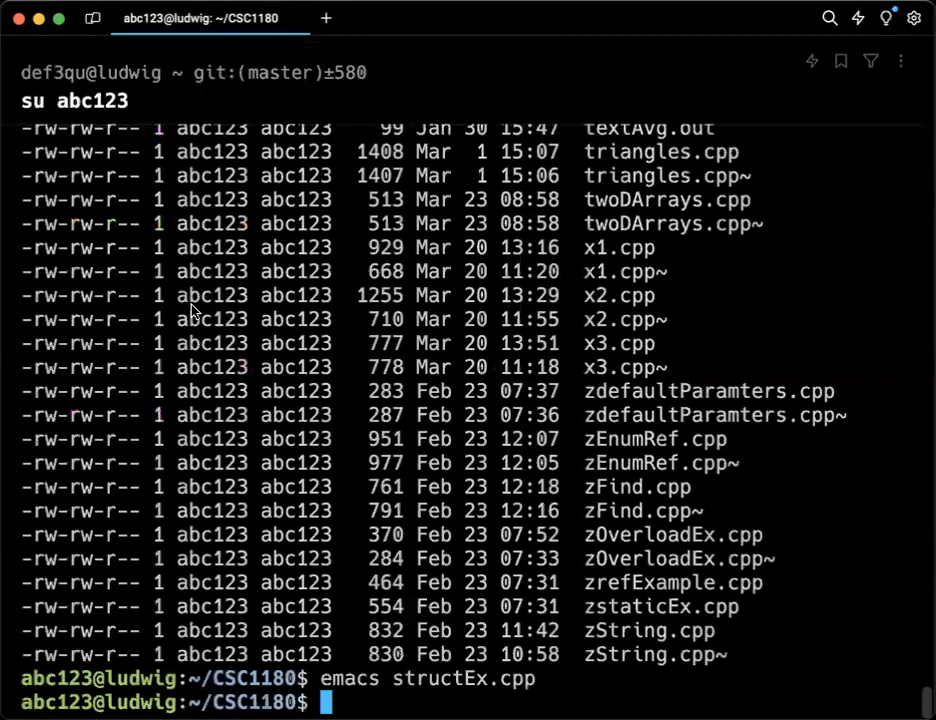 abc123@ludwig: ~/CSC1180
def3qu@ludwig ~ git:(master)±580
su abc123
-rw-rw-r-- 1 abc123 abc123 99 Jan 30 15:47 textAvg.out
-rw-rw-r-- 1 abc123 abc123 1408 Mar 1 15:07 triangles.cpp
-rw-rw-r-- 1 abc123 abc123 1407 Mar 1 15:06 triangles.cpp~
-rw-rw-r-- 1 abc123 abc123 513 Mar 23 08:58 twoDArrays.cpp
-rw-rw-r-- 1 abc123 abc123 513 Mar 23 08:58 twoDArrays.cpp~
-rw-rw-r-- 1 abc123 abc123 929 Mar 20 13:16 x1.cpp
-rw-rw-r-- 1 abc123 abc123 668 Mar 20 11:20 x1.cpp~
-rw-rw-r-- 1 abc123 abc123 1255 Mar 20 13:29 x2.cpp
-rw-rw-r-- 1 abc123 abc123 710 Mar 20 11:55 x2.cpp~
-rw-rw-r-- 1 abc123 abc123 777 Mar 20 13:51 x3.cpp
-rw-rw-r-- 1 abc123 abc123 778 Mar 20 11:18 x3.cpp~
-rw-rw-r-- 1 abc123 abc123 283 Feb 23 07:37 zdefaultParamters.cpp
-rw-rw-r-- 1 abc123 abc123 287 Feb 23 07:36 zdefaultParamters.cpp~
-rw-rw-r-- 1 abc123 abc123 951 Feb 23 12:07 zEnumRef.cpp
-rw-rw-r-- 1 abc123 abc123 977 Feb 23 12:05 zEnumRef.cpp~
-rw-rw-r-- 1 abc123 abc123 761 Feb 23 12:18 zFind.cpp
-rw-rw-r-- 1 abc123 abc123 791 Feb 23 12:16 zFind.cpp~
-rw-rw-r-- 1 abc123 abc123 370 Feb 23 07:52 zOverloadEx.cpp
-rw-rw-r-- 1 abc123 abc123 284 Feb 23 07:33 zOverloadEx.cpp~
-rw-rw-r-- 1 abc123 abc123 464 Feb 23 07:31 zrefExample.cpp
-rw-rw-r-- 1 abc123 abc123 554 Feb 23 07:31 zstaticEx.cpp
-rw-rw-r-- 1 abc123 abc123 832 Feb 23 11:42 zString.cpp
-rw-rw-r-- 1 abc123 abc123 830 Feb 23 10:58 zString.cpp~
abc123@ludwig:~/CSC1180$ emacs structEx.cpp
abc123@ludwig:~/CSC1180$